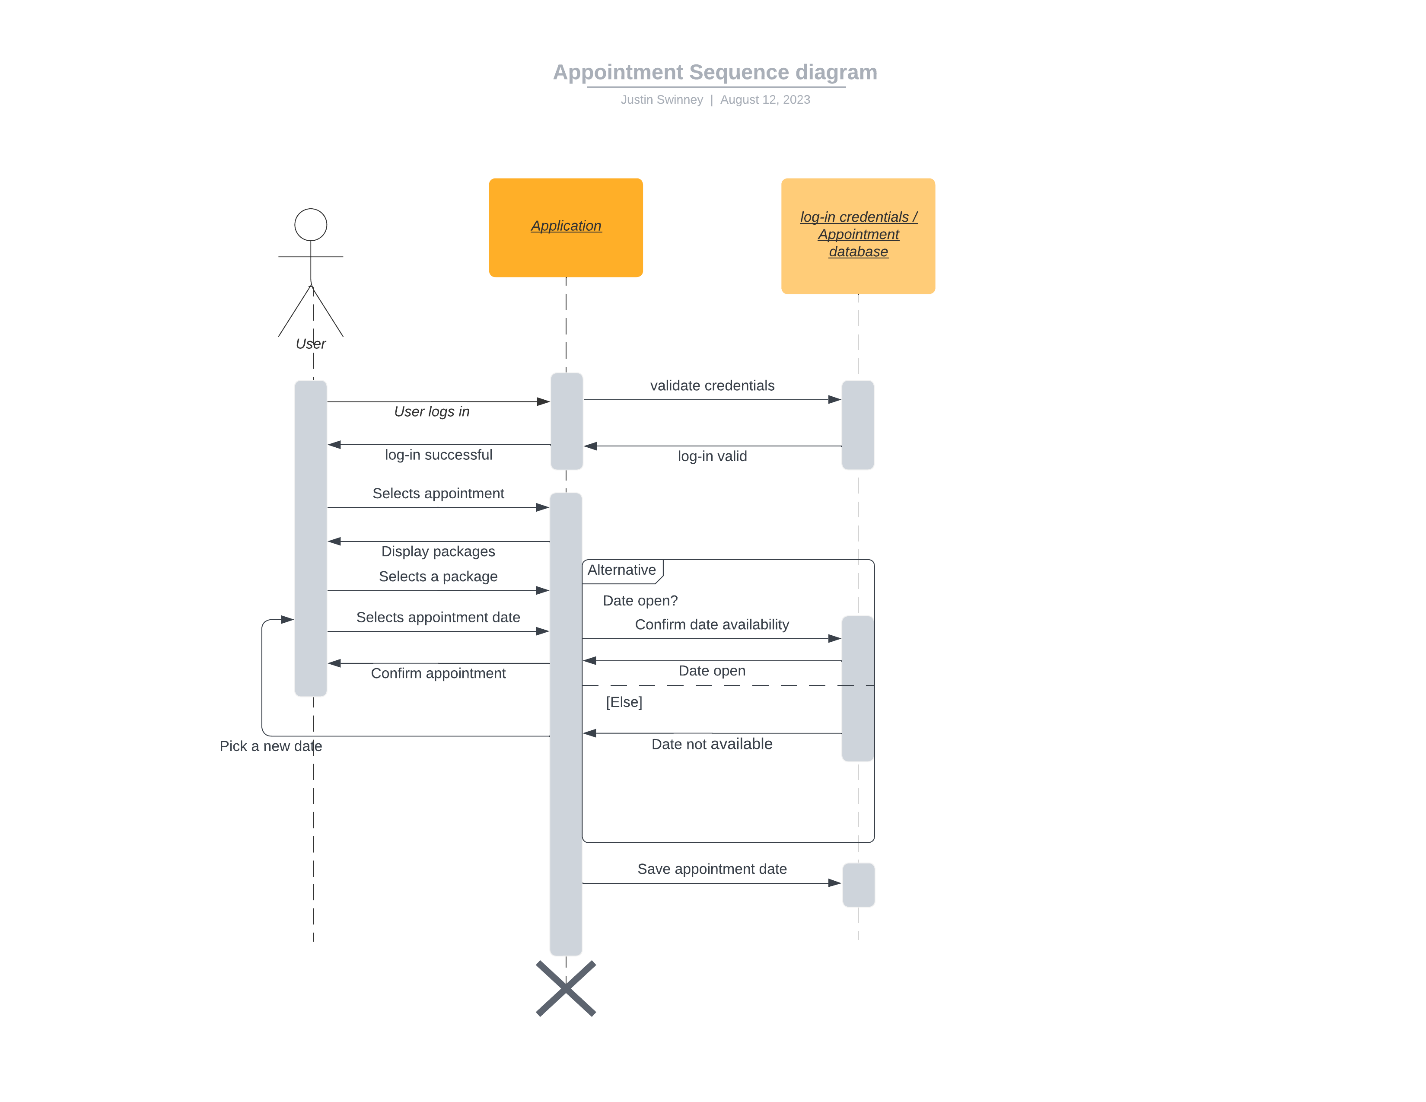 Appointment Sequence diagram
Justin Swinney | August 12, 2023
Application
log-in credentials /
Appointment
database
User
validate credentials
User logs in
log-in successful
log-in valid
Selects appointment
Display packages
Alternative
Selects a package
Date open?
Selects appointment date
Confirm date availability
Confirm appointment
Date open
[Else]
Pick a new date
Date not available
Save appointment date